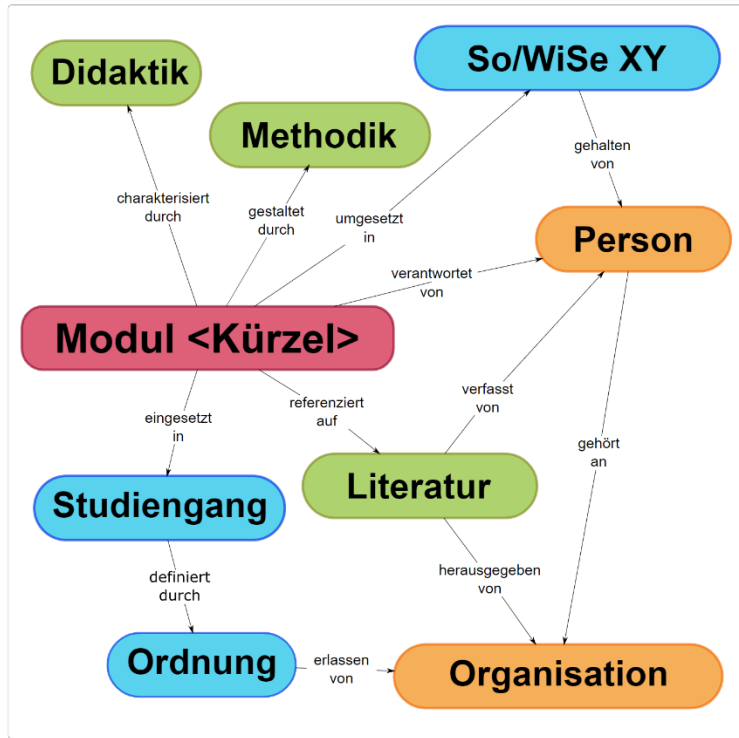 Didaktik
So/WiSe XY
Methodik
gehalten
von
charakterisiert
durch
gestaltet
durch
umgesetzt
in
Person
verantwortet
von
Modul <Kürzel>
eingesetzt
in
referenziert
auf
verfasst
von
gehört
an
Studiengang
Literatur
definiert
durch
herausgegeben
von
Ordnung
erlassen
von
Organisation